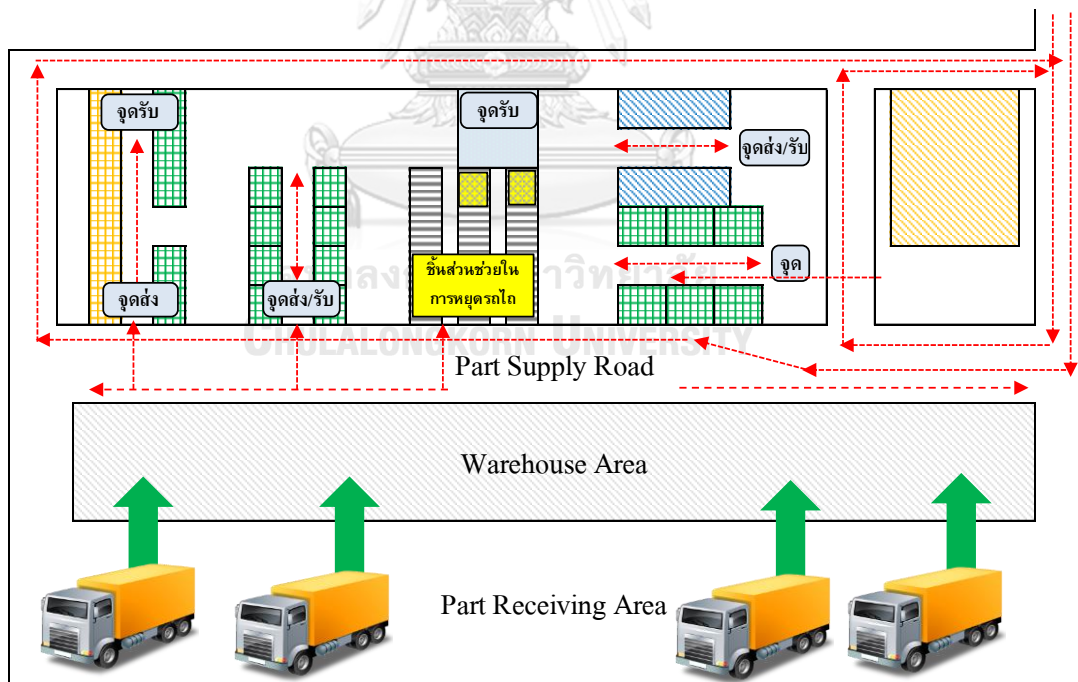 จุดรับ
จุดรับ
จุดส่ง/รับ
จุด
ชิ้นส่วนช่วยใน
การหยุดรถไถ
จุดส่ง
จุดส่ง/รับ
CHULALONGKORN UNIVERSITY
Part Supply Road
Warehouse Area
Part Receiving Area